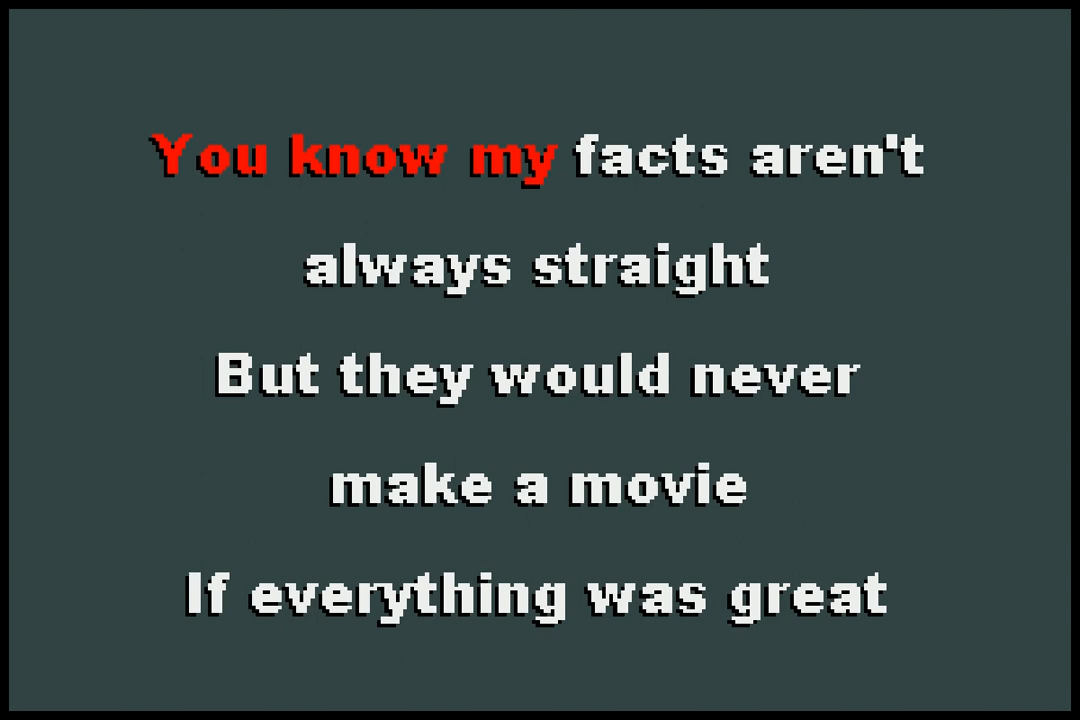 You know my facts aren't
always straight
But they would never
make a movie
If everything was great